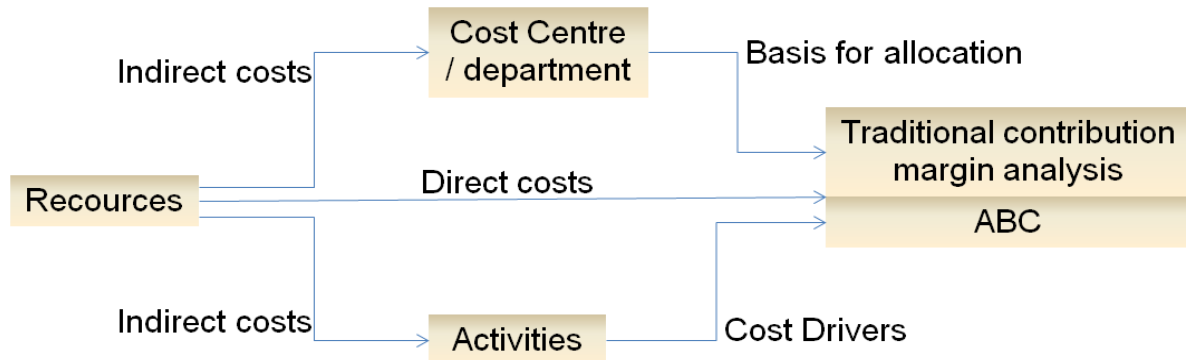 Cost Centre
/ department
Indirect costs
Basis for allocation
Traditional contribution
margin analysis
Direct costs
Recources
ABC
Indirect costs
Activities
Cost Drivers